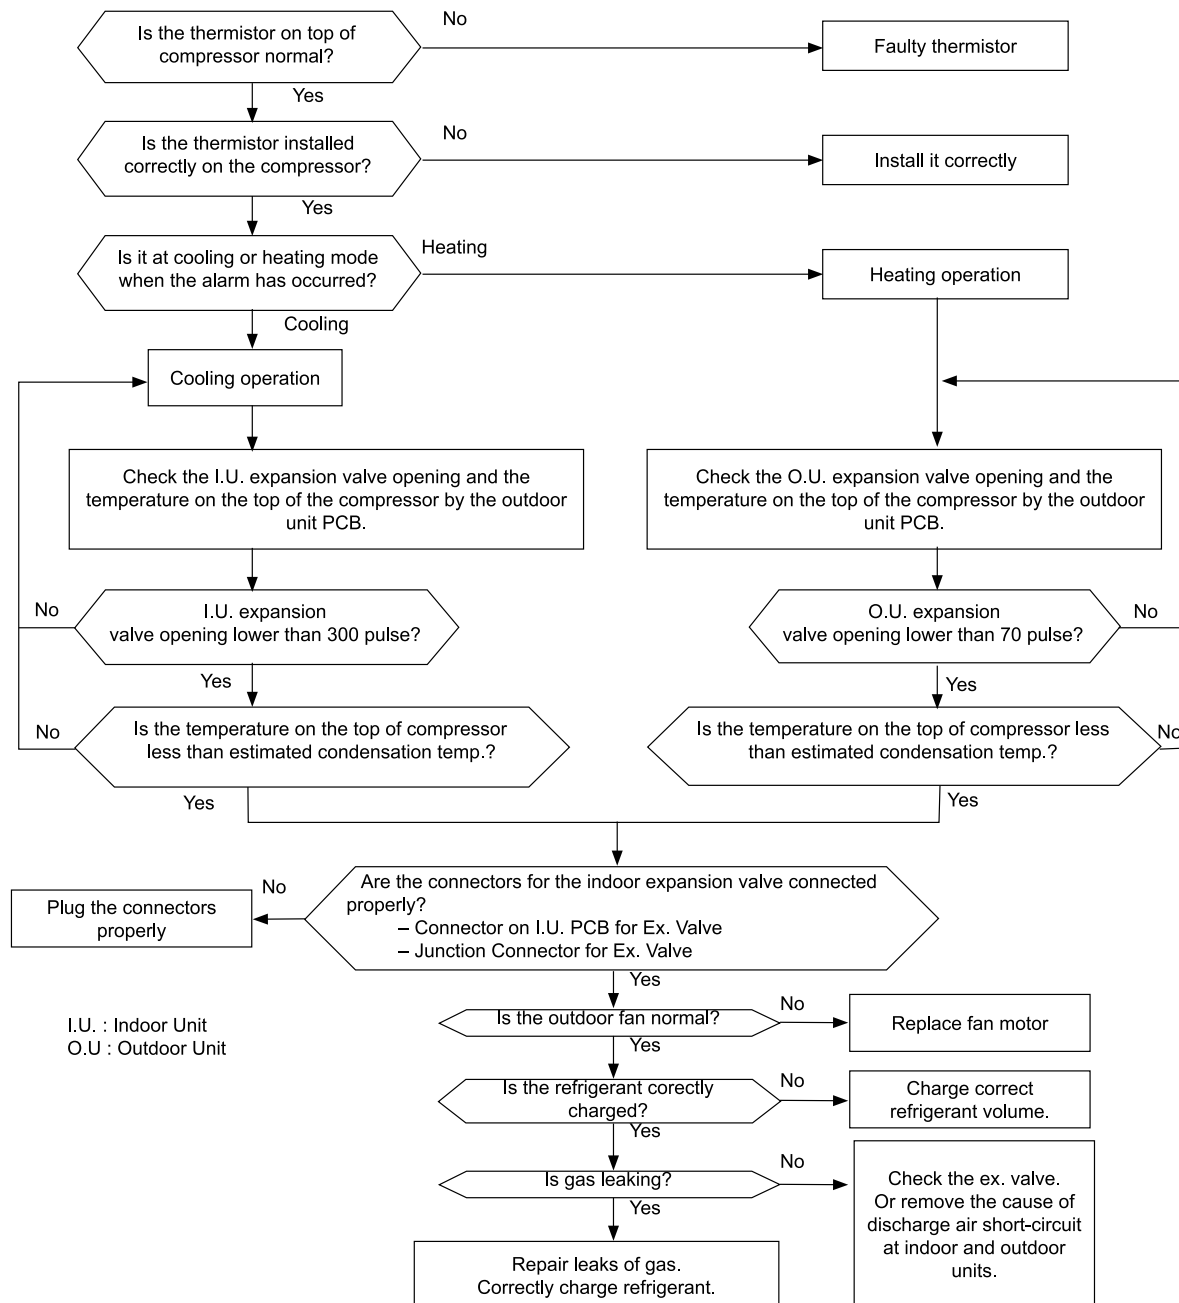 Is the thermistor on top of
compressor normal?
No
Faulty thermistor
Yes
Is the thermistor installed
correctly on the compressor?
No
Install it correctly
Yes
Is it at cooling or heating mode
when the alarm has occurred?
Heating
Heating operation
Cooling
Cooling operation
Check the I.U. expansion valve opening and the
temperature on the top of the compressor by the outdoor
unit PCB.
Check the O.U. expansion valve opening and the
temperature on the top of the compressor by the outdoor
unit PCB.
No
I.U. expansion
valve opening lower than 300 pulse?
O.U. expansion
valve opening lower than 70 pulse?
No
Yes
Yes
No
Is the temperature on the top of compressor
less than estimated condensation temp.?
Is the temperature on the top of compressor less
than estimated condensation temp.?
No
Yes
Yes
Are the connectors for the indoor expansion valve connected
properly?
– Connector on I.U. PCB for Ex. Valve
– Junction Connector for Ex. Valve
No
Plug the connectors
properly
Yes
I.U. : Indoor Unit
O.U : Outdoor Unit
Is the outdoor fan normal?
No
Replace fan motor
Yes
Is the refrigerant corectly
charged?
No
Charge correct
refrigerant volume.
Yes
Is gas leaking?
No
Check the ex. valve.
Or remove the cause of
discharge air short-circuit
at indoor and outdoor
units.
Yes
Repair leaks of gas.
Correctly charge refrigerant.